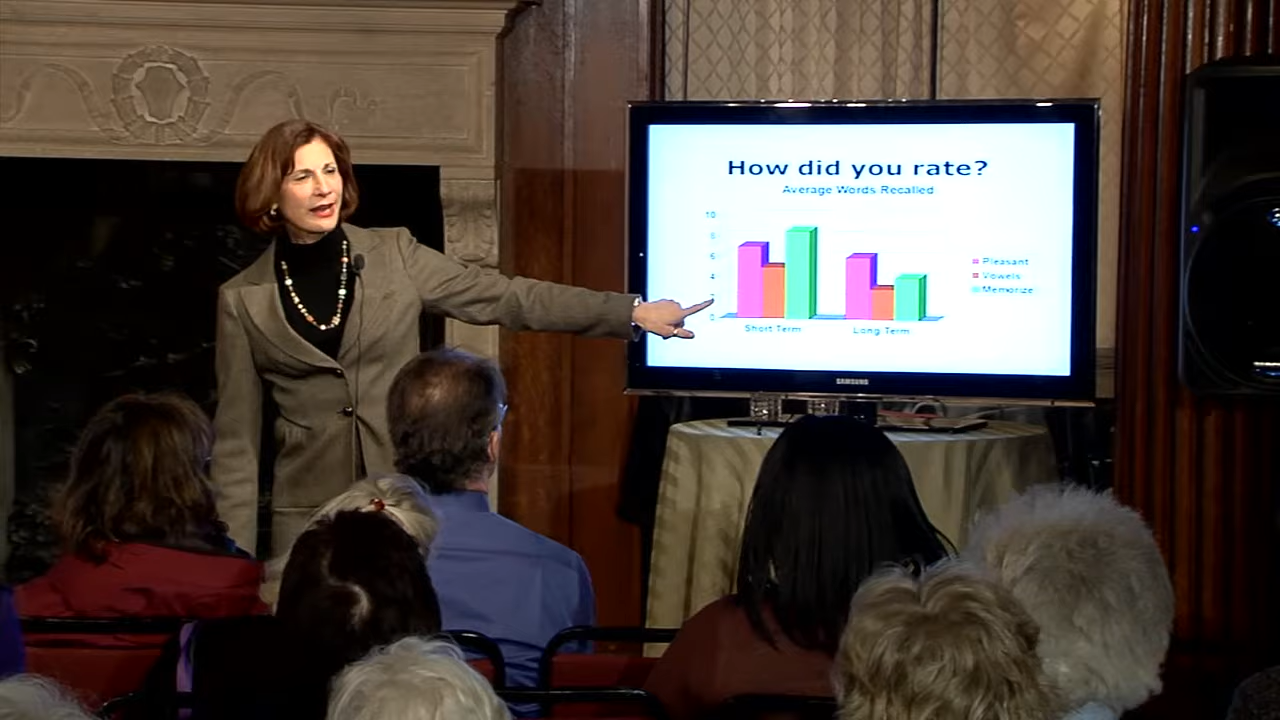 How did you rate?
Average Words Recalled
10
8
6
4
2
0
Short Term
Long Term
Pleasant
Vowels
Memorize
SAMSUNG